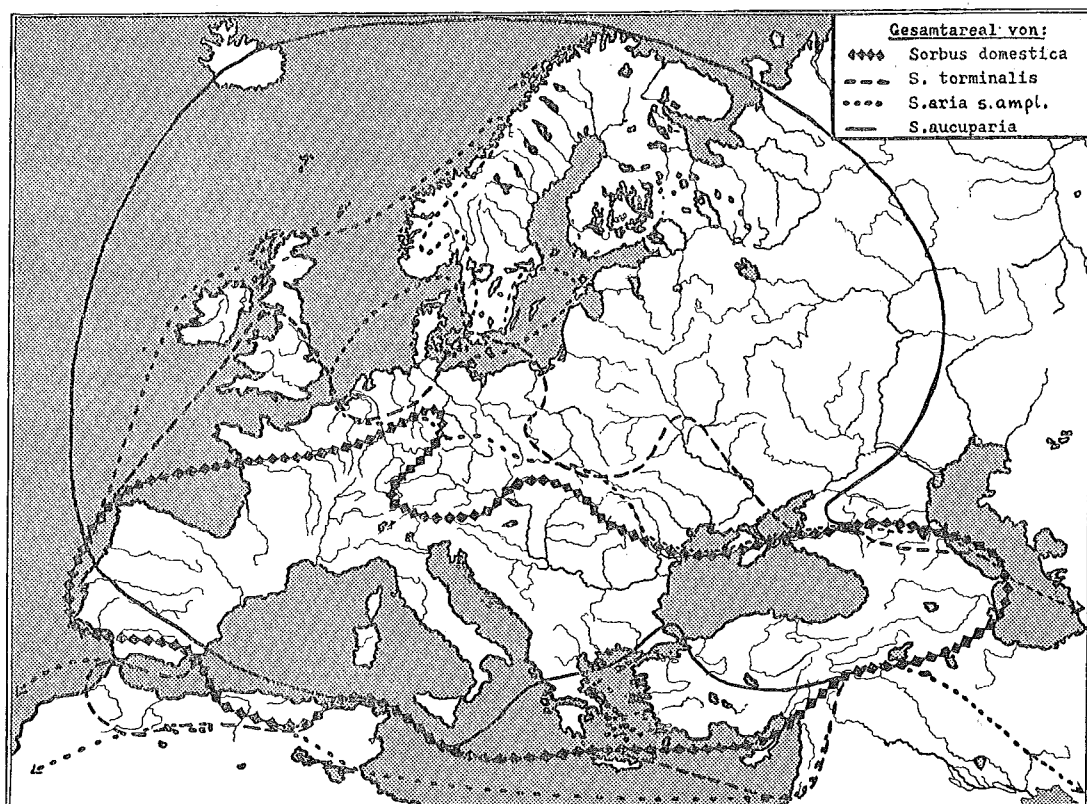 Gesamtareal von:
Sorbus domestica
S. torminalis
S.aria s.ampl.
S.aucuparia